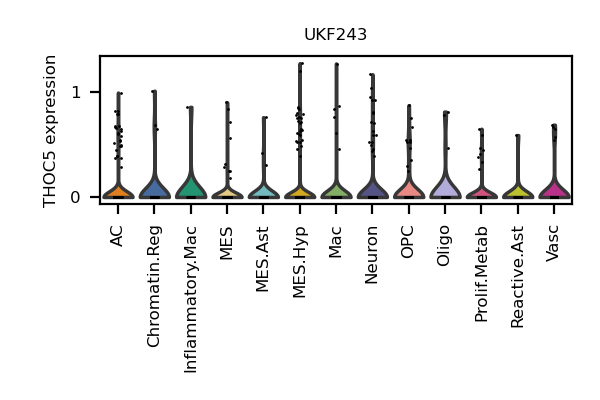 UKF243
THOC5 expression
1
0
AC
Chromatin.Reg
Inflammatory.Mac
MES
MES.Ast
MES.Hyp
Mac
Neuron
OPC
Oligo
Prolif.Metab
Reactive.Ast
Vasc